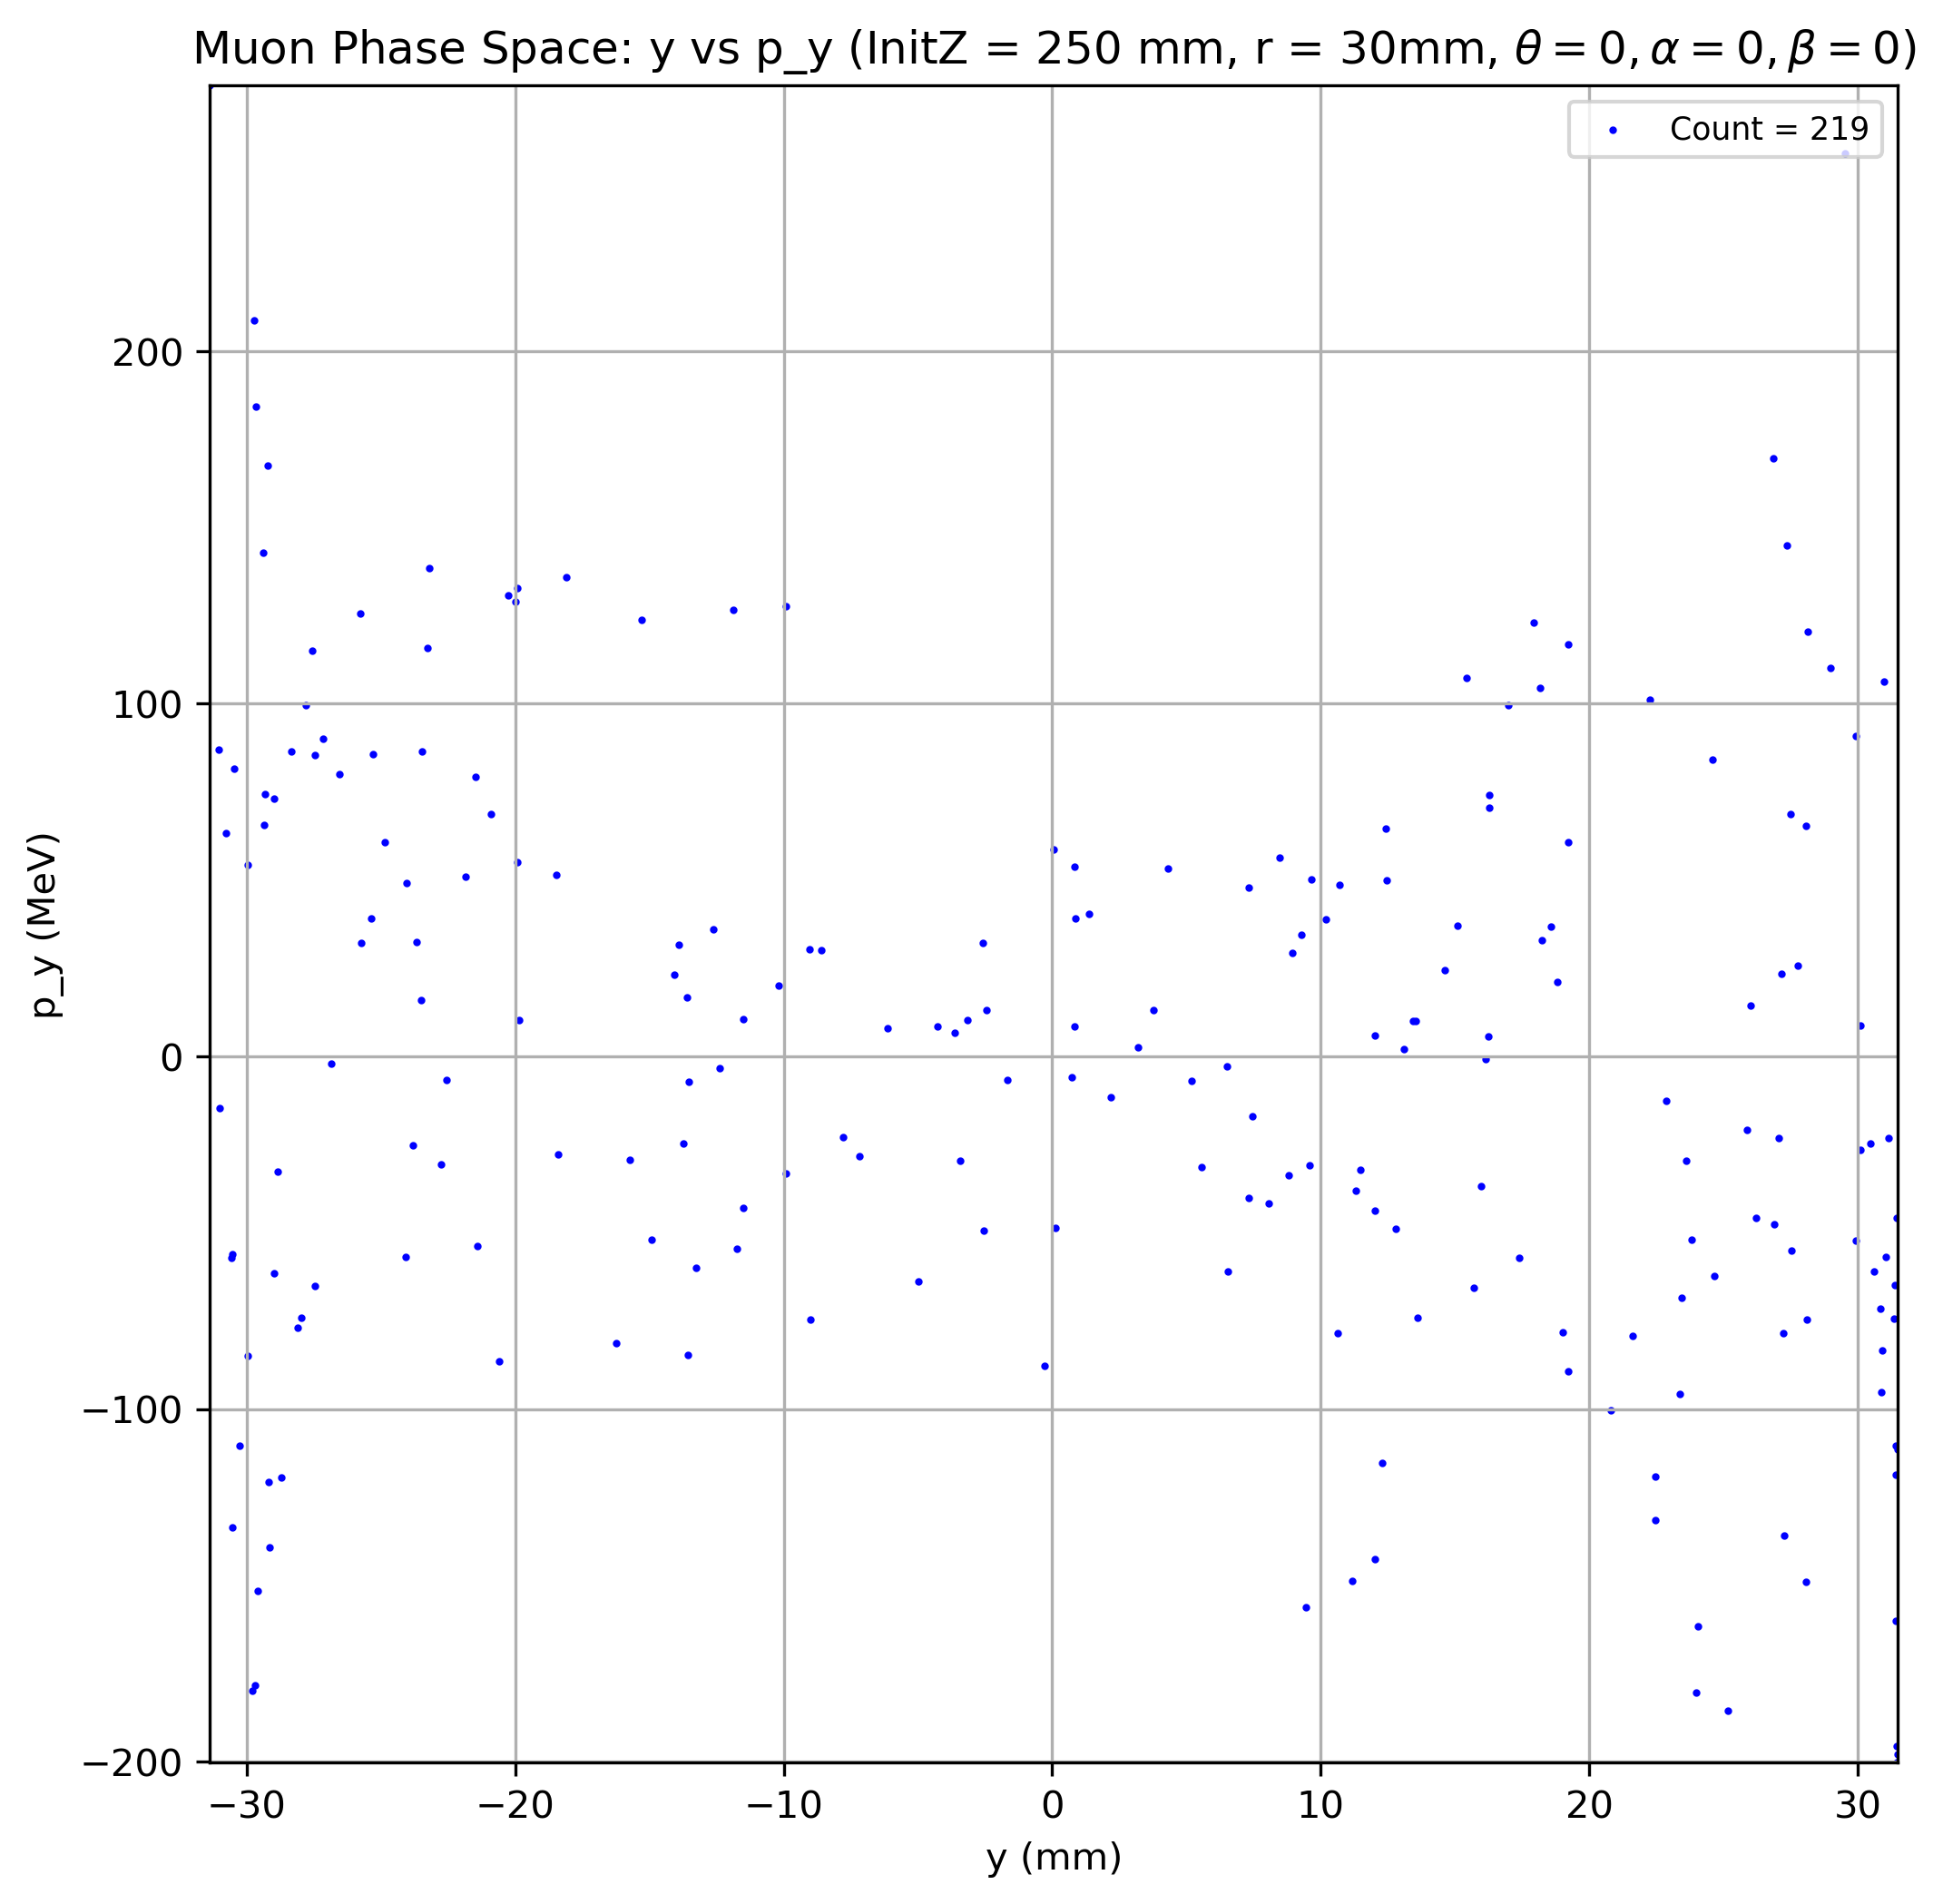 Muon Phase Space: y vs p_y (InitZ = 250 mm, r = 30mm, θ = 0, α = 0, β = 0)
Count = 219
200
100
0
−100
−200
p_y (MeV)
−30 −20 −10 0 10 20 30
y (mm)